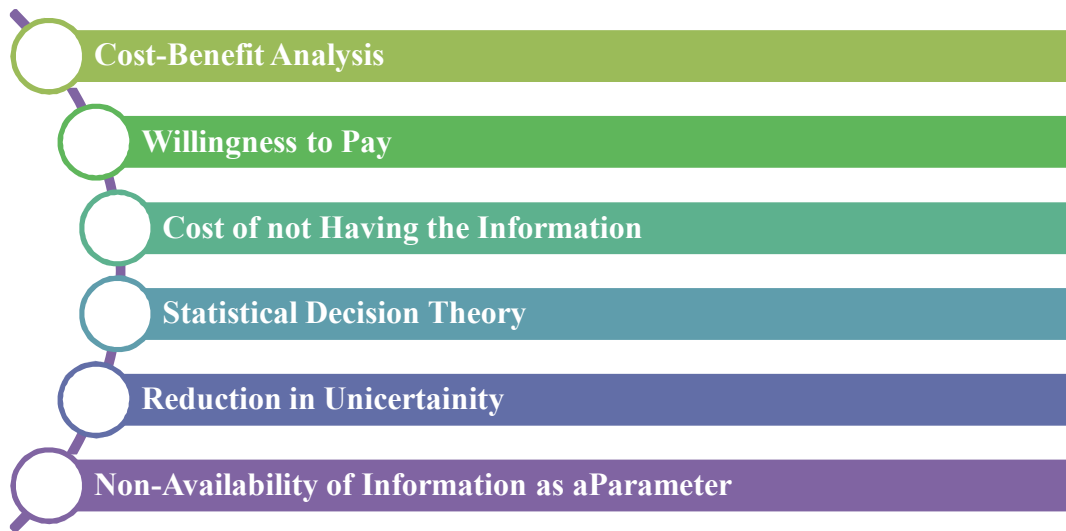 Cost-Benefit Analysis
Willingness to Pay
Cost of not Having the Information
Statistical Decision Theory
Reduction in Unicertainity
Non-Availability of Information as aParameter